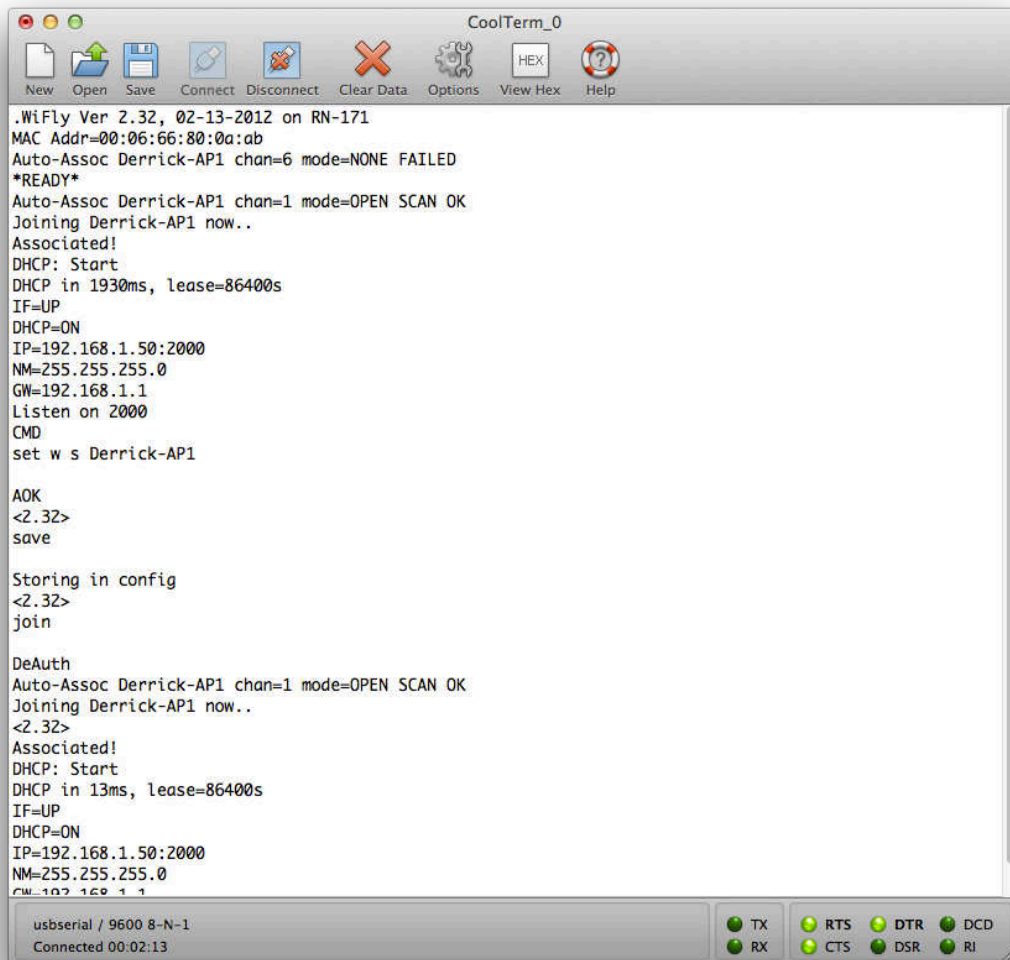 CoolTerm_0
HEX
New Open Save Connect Disconnect Clear Data Options View Hex Help
.WiFly Ver 2.32, 02-13-2012 on RN-171
MAC Addr=00:06:66:80:0a:ab
Auto-Assoc Derrick-AP1 chan=6 mode=NONE FAILED
*READY*
Auto-Assoc Derrick-AP1 chan=1 mode=OPEN SCAN OK
Joining Derrick-AP1 now..
Associated!
DHCP: Start
DHCP in 1930ms, lease=86400s
IF=UP
DHCP=ON
IP=192.168.1.50:2000
NM=255.255.255.0
GW=192.168.1.1
Listen on 2000
CMD
set w s Derrick-AP1
AOK
<2.32>
save
Storing in config
<2.32>
join
DeAuth
Auto-Assoc Derrick-AP1 chan=1 mode=OPEN SCAN OK
Joining Derrick-AP1 now..
<2.32>
Associated!
DHCP: Start
DHCP in 13ms, lease=86400s
IF=UP
DHCP=ON
IP=192.168.1.50:2000
NM=255.255.255.0
GW=192.168.1.1
usbserial / 9600 8-N-1
Connected 00:02:13
TX RTS DTR DCD
RX CTS DSR RI